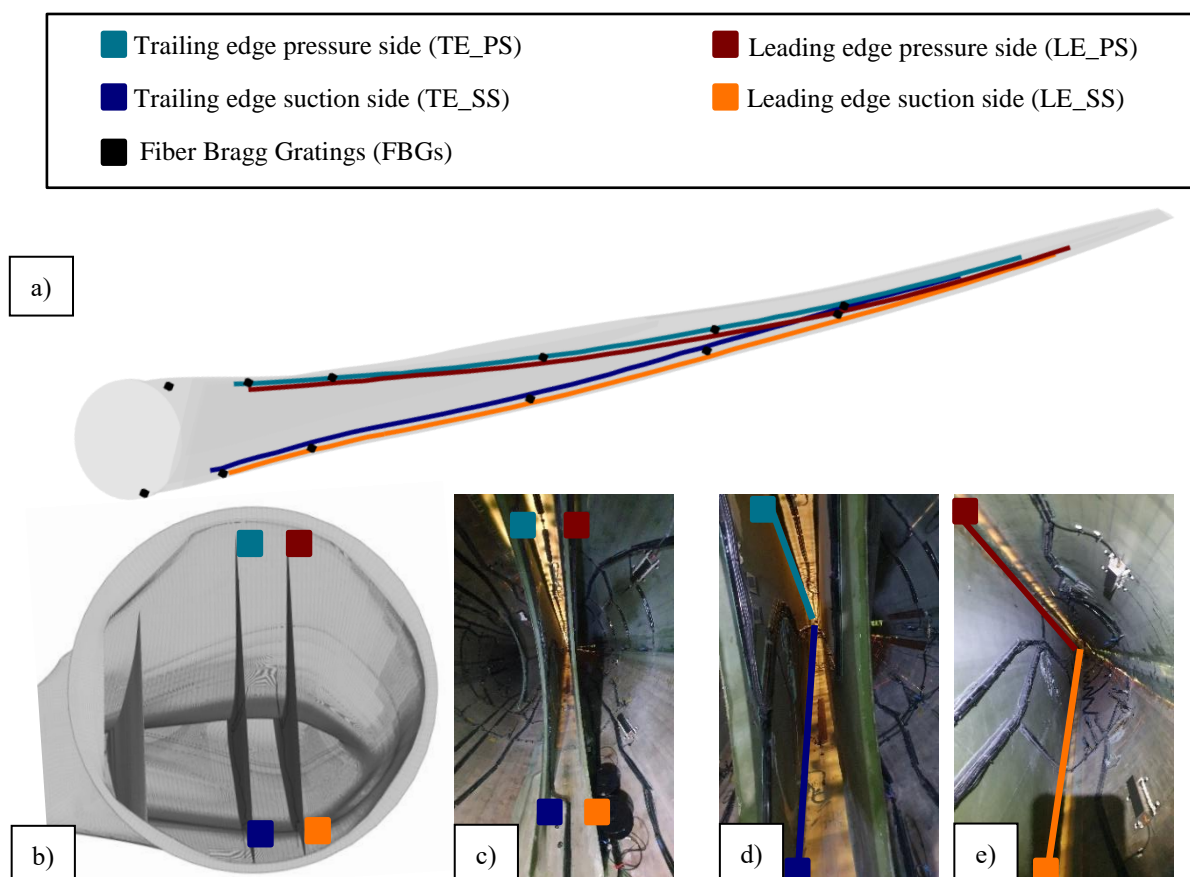 Trailing edge pressure side (TE_PS)
Leading edge pressure side (LE_PS)
Trailing edge suction side (TE_SS)
Leading edge suction side (LE_SS)
Fiber Bragg Gratings (FBGs)
a)
b)
c)
d)
e)